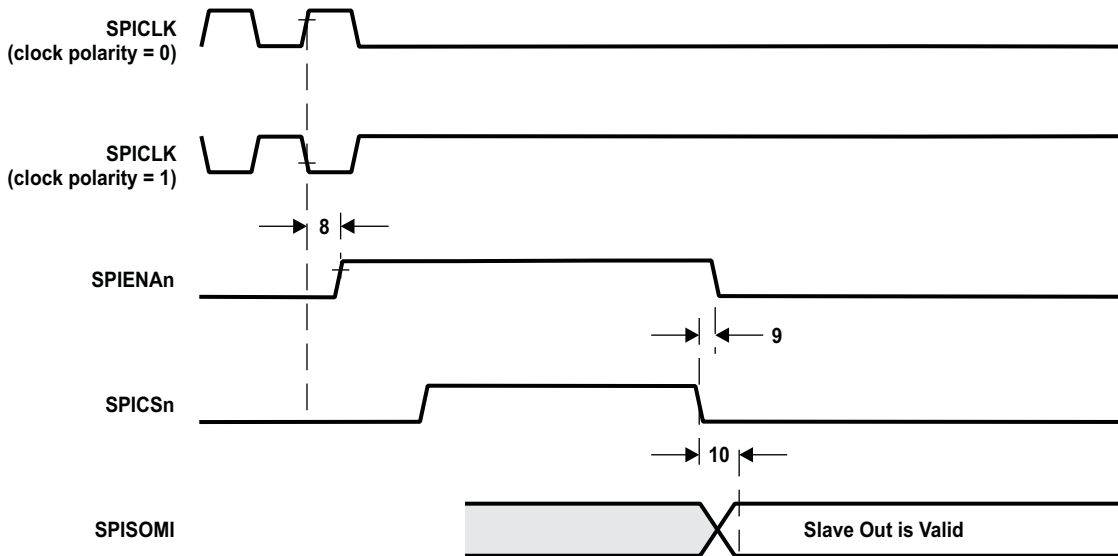 SPICLK
(clock polarity = 0)
SPICLK
(clock polarity = 1)
8
SPIENAn
9
SPICSn
10
SPISOMI
Slave Out is Valid